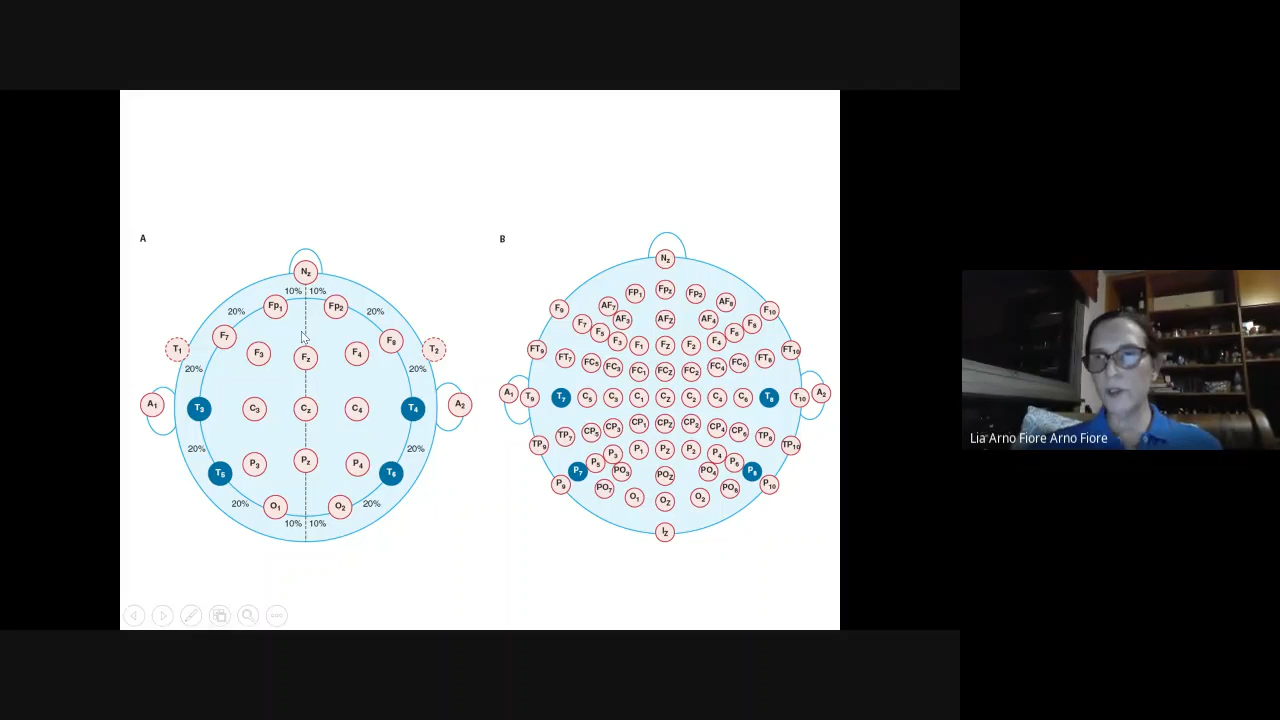 A
Nz
10% 10%
Fp1 Fp2
20% 20%
F7 F3 Fz F4 F8
T1 T2
20% 20%
A1 T3 C3 Cz C4 T4 A2
20% 20%
T5 P3 Pz P4 T6
20% O1 O2 20%
10% 10%
B
Nz
FP1 Fpz Fp2
AF7 AF8
F9 AF3 AFZ AF4 F10
F7 F5 F3 F1 FZ F2 F4 F6 F8
FT9 FT7 FC5 FC3 FC1 FCZ FC2 FC4 FC6 FT8 FT10
A1 T9 T7 C5 C3 C1 CZ C2 C4 C6 T8 T10 A2
TP9 TP7 CP5 CP3 CP1 CPZ CP2 CP4 CP6 TP8 TP10
P7 P5 P3 P1 PZ P2 P4 P6 P8
P9 PO3 POZ PO4 P10
PO7 O1 OZ O2 PO8
IZ
Lia Arno Fiore Arno Fiore